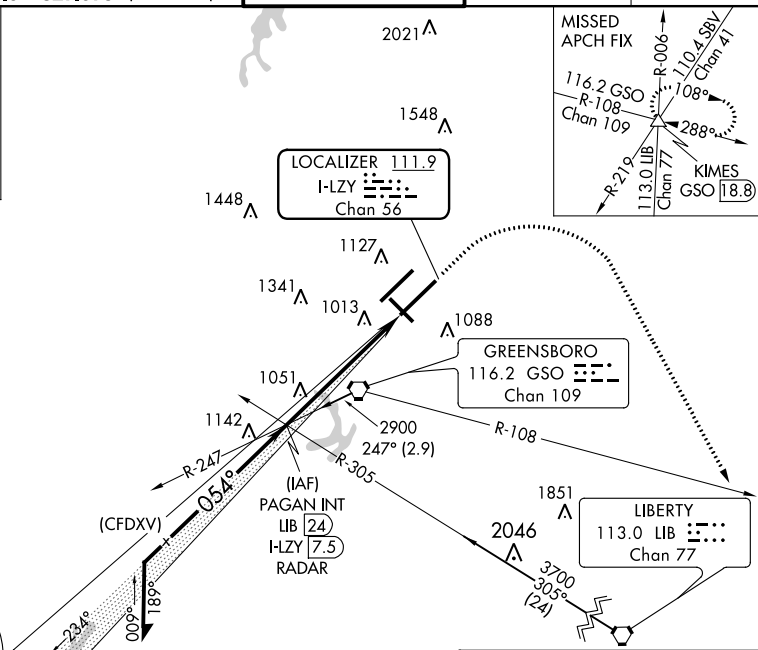 2021
MISSED
APCH FIX
R-006
110.4 SBV
Chan 41
116.2 GSO
R-108
Chan 109
108°
288°
R-219
113.0 LIB
Chan 77
KIMES
GSO 18.8
1548
LOCALIZER 111.9
I-LZY
Chan 56
1448
1127
1341
1013
1088
GREENSBORO
116.2 GSO
Chan 109
1051
1142
2900
247° (2.9)
R-108
R-247
R-305
054°
(IAF)
PAGAN INT
LIB 24
I-LZY 7.5
RADAR
(CFDXV)
1851
LIBERTY
113.0 LIB
Chan 77
2046
3700
305°
(24)
009°
189°
234°